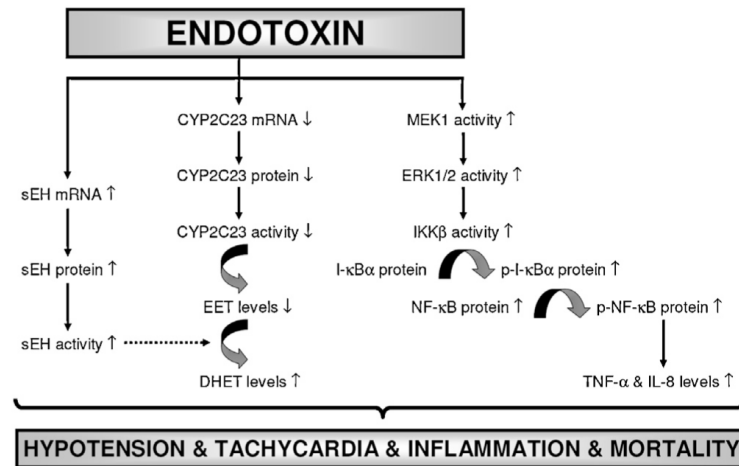 ENDOTOXIN
CYP2C23 mRNA ↓
MEK1 activity ↑
CYP2C23 protein ↓
ERK1/2 activity ↑
sEH mRNA ↑
CYP2C23 activity ↓
IKKβ activity ↑
sEH protein ↑
I-κBα protein
p-I-κBα protein ↑
EET levels ↓
NF-κB protein ↑
p-NF-κB protein ↑
sEH activity ↑
DHET levels ↑
TNF-α & IL-8 levels ↑
HYPOTENSION & TACHYCARDIA & INFLAMMATION & MORTALITY